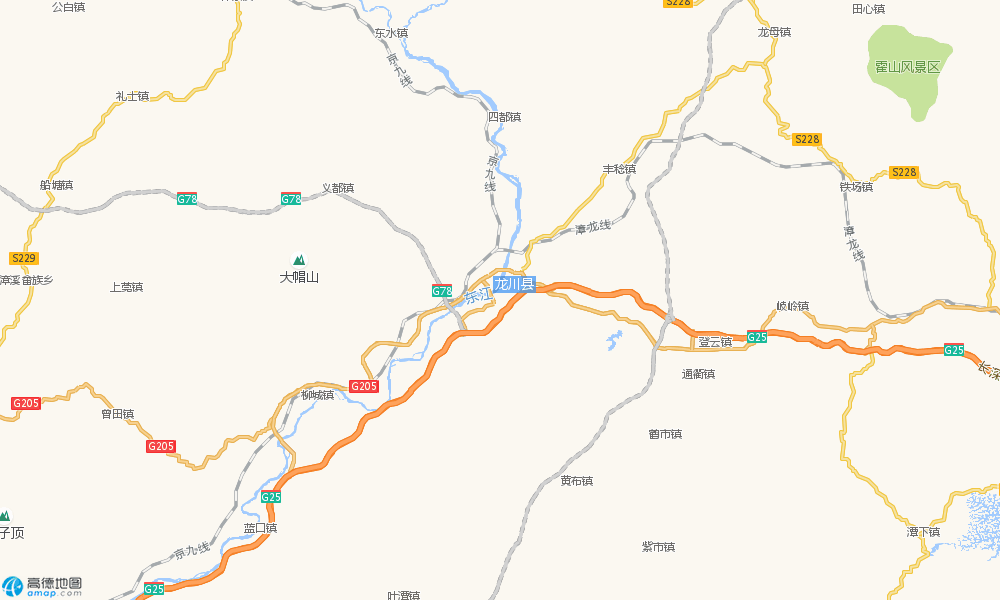 公白镇
S228
田心镇
东水镇
龙母镇
京九线
霍山风景区
礼士镇
四都镇
S228
丰稔镇
京九线
S228
船塘镇
G78
G78
义都镇
铁场镇
漳龙线
漳龙线
S229
漳溪畲族乡
大帽山
上莞镇
G78
东江
龙川县
岐岭镇
G25
登云镇
G25
通衢镇
长深
G205
柳城镇
G205
曾田镇
G205
鹤市镇
黄布镇
G25
子顶
蓝口镇
潭下镇
京九线
紫市镇
高德地图
amap.com
G25
叶潭镇